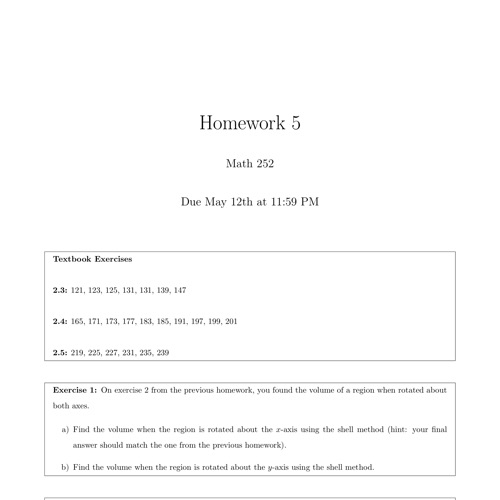 Homework 5
Math 252
Due May 12th at 11:59 PM
Textbook Exercises
2.3: 121, 123, 125, 131, 131, 139, 147
2.4: 165, 171, 173, 177, 183, 185, 191, 197, 199, 201
2.5: 219, 225, 227, 231, 235, 239
Exercise 1: On exercise 2 from the previous homework, you found the volume of a region when rotated about
both axes.
a) Find the volume when the region is rotated about the x-axis using the shell method (hint: your final
answer should match the one from the previous homework).
b) Find the volume when the region is rotated about the y-axis using the shell method.